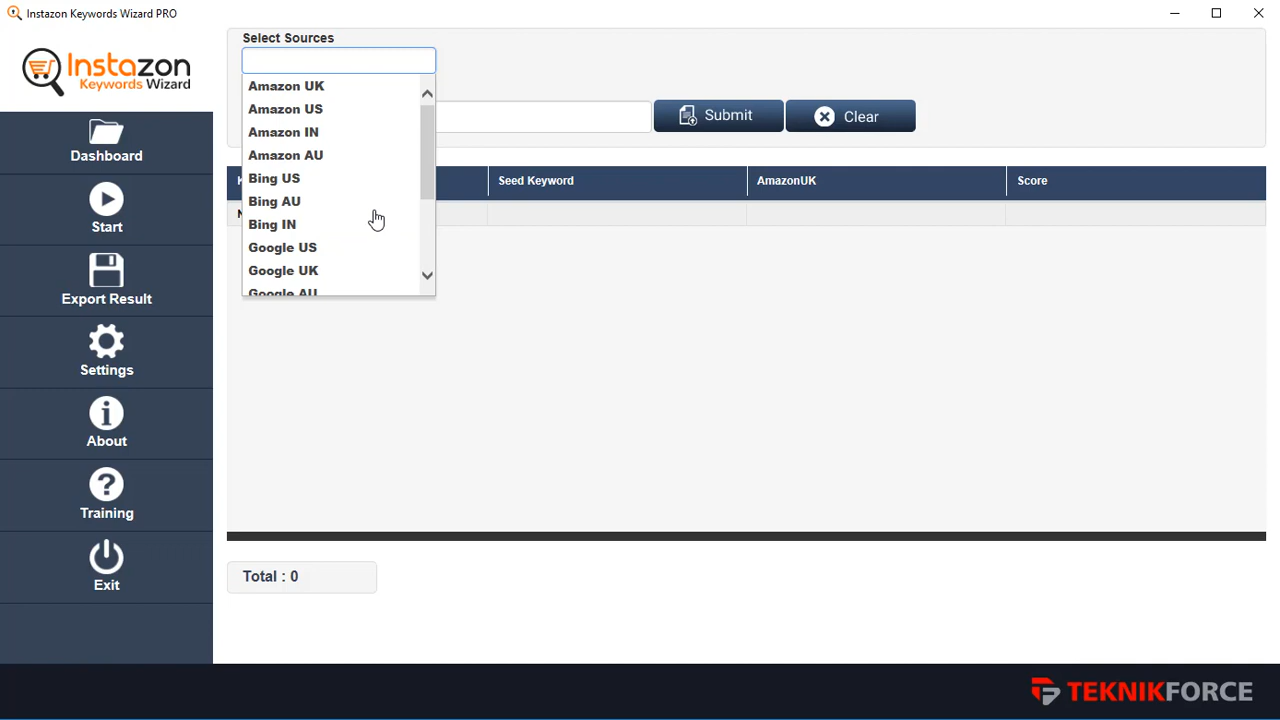 Instazon Keywords Wizard PRO
Instazon
Keywords Wizard
Dashboard
Start
Export Result
Settings
About
Training
Exit
Select Sources
Amazon UK
Amazon US
Amazon IN
Amazon AU
Bing US
Bing AU
Bing IN
Google US
Google UK
Google AU
Submit
Clear
Seed Keyword
AmazonUK
Score
Total : 0
TEKNIKFORCE